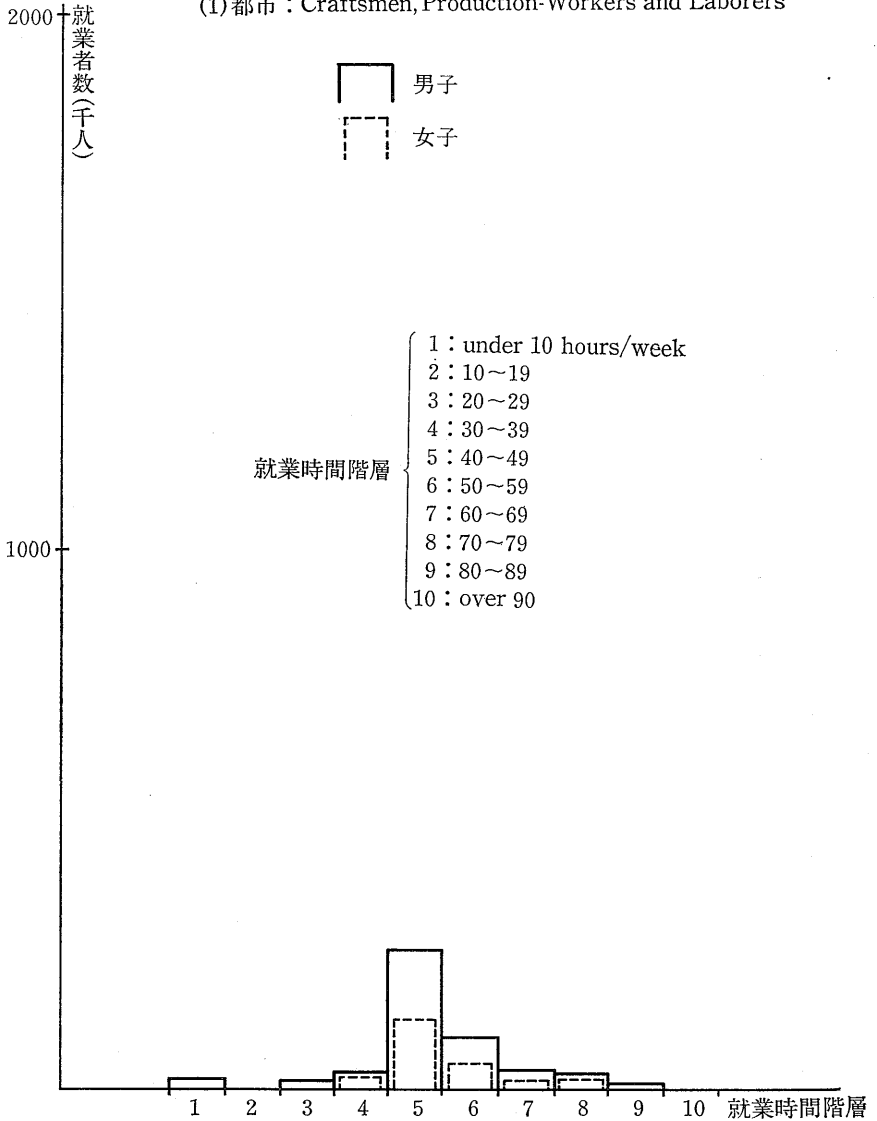 (1)都市：Craftsmen, Production-Workers and Laborers
2000
就業者数（千人）
男子
女子
就業時間階層
1：under 10 hours/week
2：10～19
3：20～29
4：30～39
5：40～49
6：50～59
7：60～69
8：70～79
9：80～89
10：over 90
1000
1 2 3 4 5 6 7 8 9 10 就業時間階層